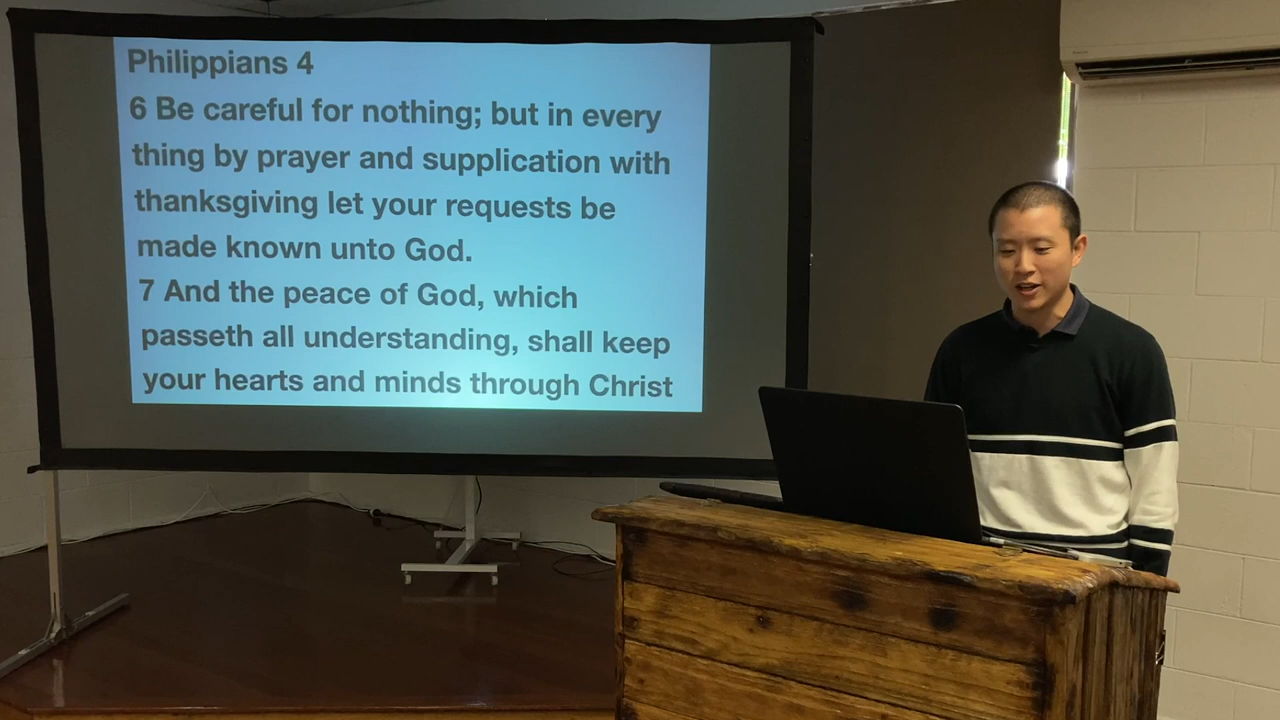 Philippians 4
6 Be careful for nothing; but in every
thing by prayer and supplication with
thanksgiving let your requests be
made known unto God.
7 And the peace of God, which
passeth all understanding, shall keep
your hearts and minds through Christ